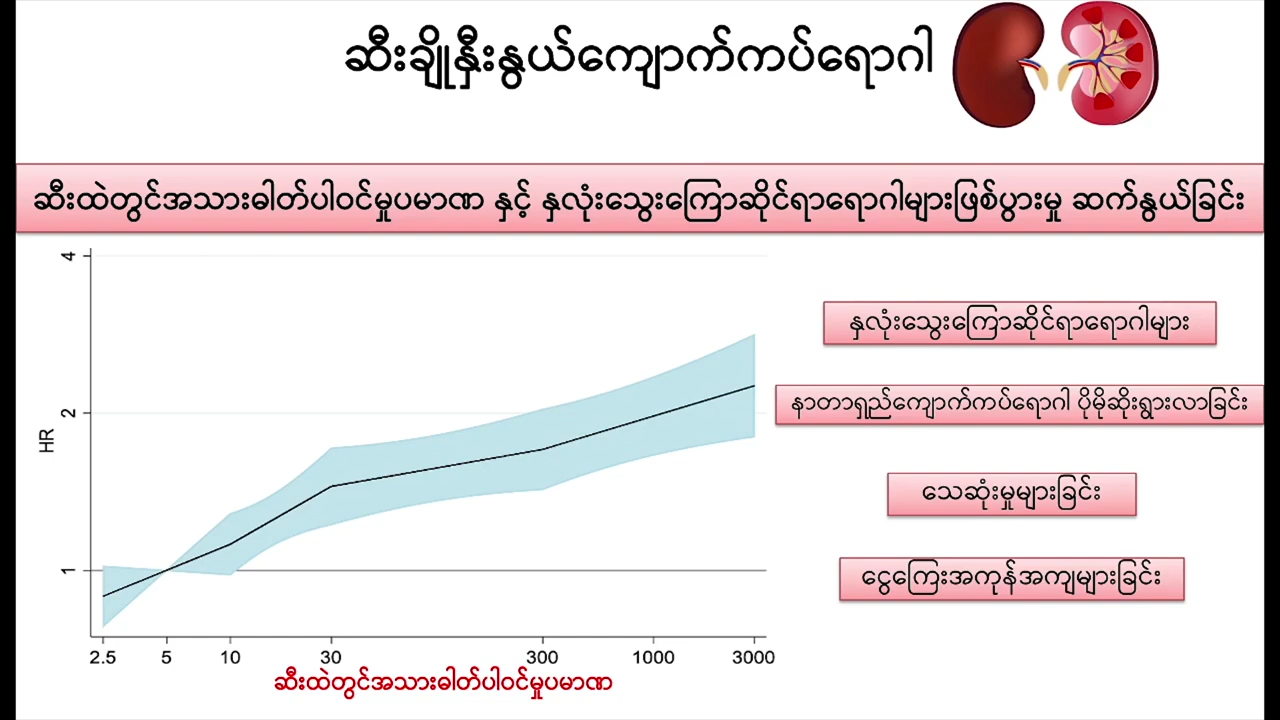 ဆီးချိုနှီးနွယ်ကျောက်ကပ်ရောဂါ
ဆီးထဲတွင်အသားဓါတ်ပါဝင်မှုပမာဏ နှင့် နှလုံးသွေးကြောဆိုင်ရာရောဂါများဖြစ်ပွားမှု ဆက်နွယ်ခြင်း
4
2
1
HR
2.5 5 10 30 300 1000 3000
ဆီးထဲတွင်အသားဓါတ်ပါဝင်မှုပမာဏ
နှလုံးသွေးကြောဆိုင်ရာရောဂါများ
နာတာရှည်ကျောက်ကပ်ရောဂါ ပိုမိုဆိုးရွားလာခြင်း
သေဆုံးမှုများခြင်း
ငွေကြေးအကုန်အကျများခြင်း